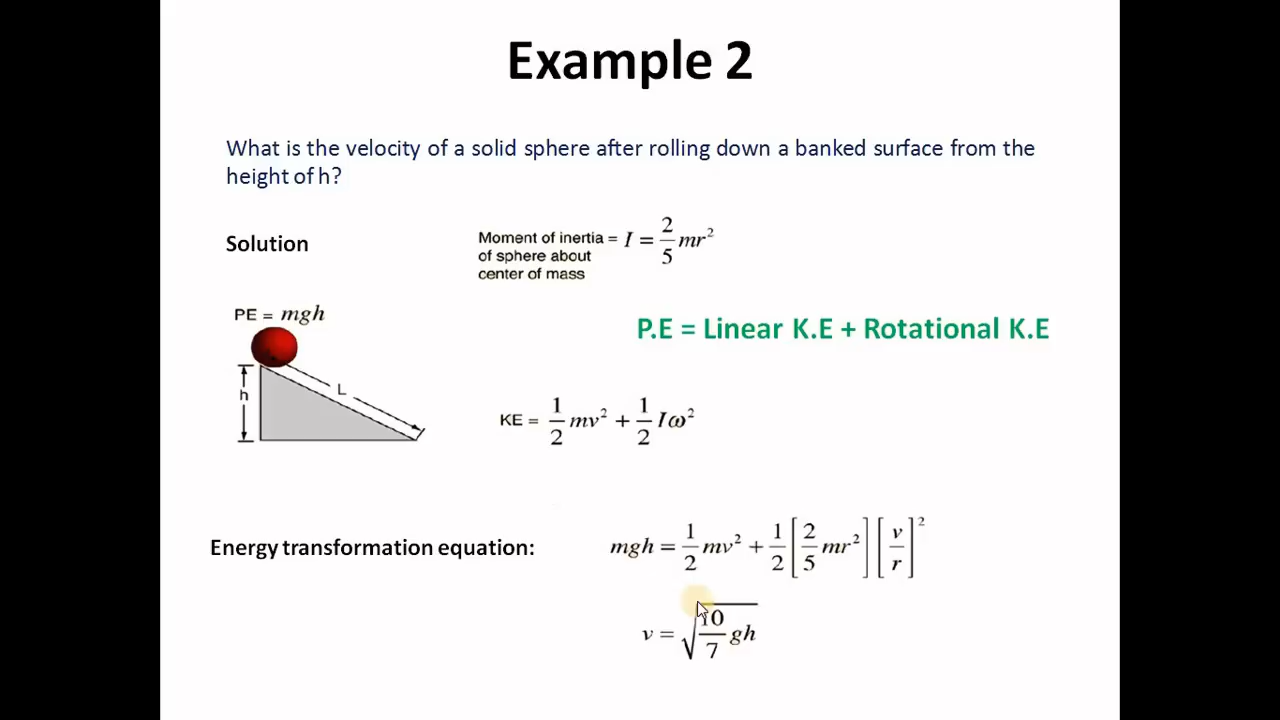 Example 2
What is the velocity of a solid sphere after rolling down a banked surface from the
height of h?
Solution
Moment of inertia = I = 2/5 mr²
of sphere about
center of mass
PE = mgh
P.E = Linear K.E + Rotational K.E
h
L
KE = 1/2 mv² + 1/2 Iω²
Energy transformation equation:
mgh = 1/2 mv² + 1/2 [2/5 mr²] [v/r]²
v = √(10/7 gh)